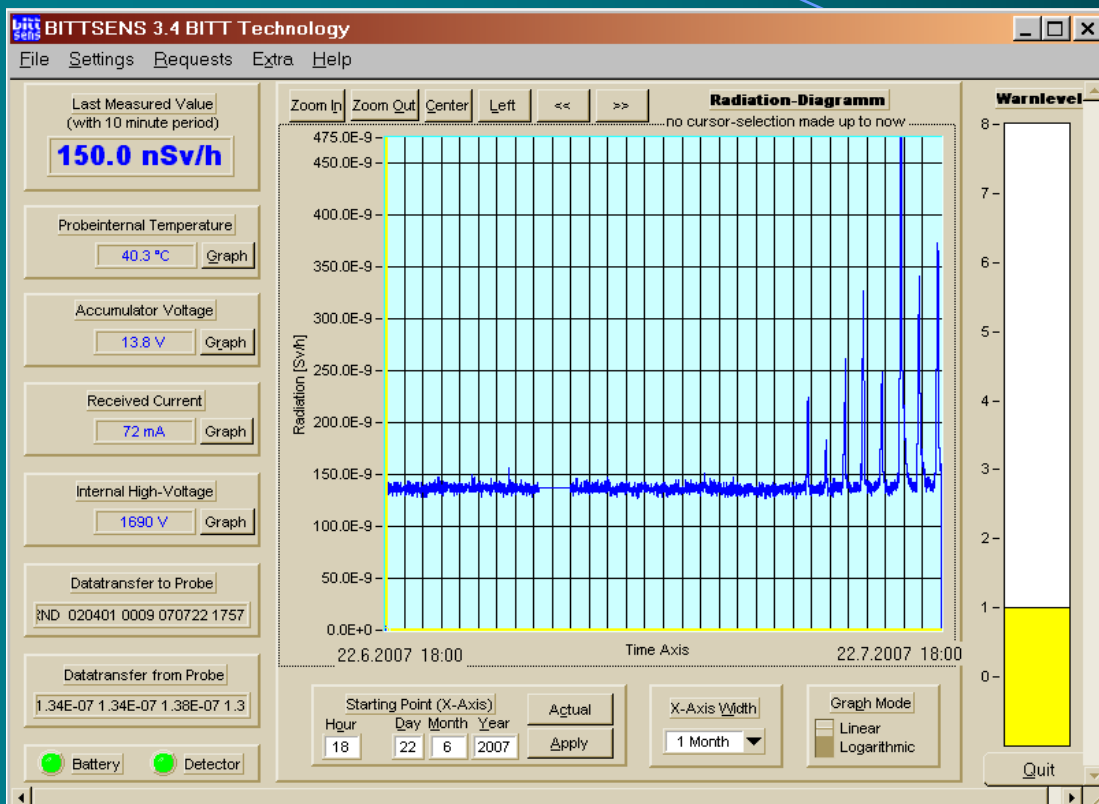 bitt sens BITTSENS 3.4 BITT Technology
File Settings Requests Extra Help
Last Measured Value
(with 10 minute period)
150.0 nSv/h
Probeinternal Temperature
40.3 °C Graph
Accumulator Voltage
13.8 V Graph
Received Current
72 mA Graph
Internal High-Voltage
1690 V Graph
Datatransfer to Probe
RND 020401 0009 070722 1757
Datatransfer from Probe
1.34E-07 1.34E-07 1.38E-07 1.3
Battery Detector
Zoom In Zoom Out Center Left << >> Radiation-Diagramm
no cursor-selection made up to now
475.0E-9
450.0E-9
400.0E-9
350.0E-9
300.0E-9
250.0E-9
200.0E-9
150.0E-9
100.0E-9
50.0E-9
0.0E+0
Radiation [Sv/h]
22.6.2007 18:00 Time Axis 22.7.2007 18:00
Starting Point (X-Axis)
Hour Day Month Year
18 22 6 2007
Actual
Apply
X-Axis Width
1 Month
Graph Mode
Linear
Logarithmic
Warnlevel
8
7
6
5
4
3
2
1
0
Quit